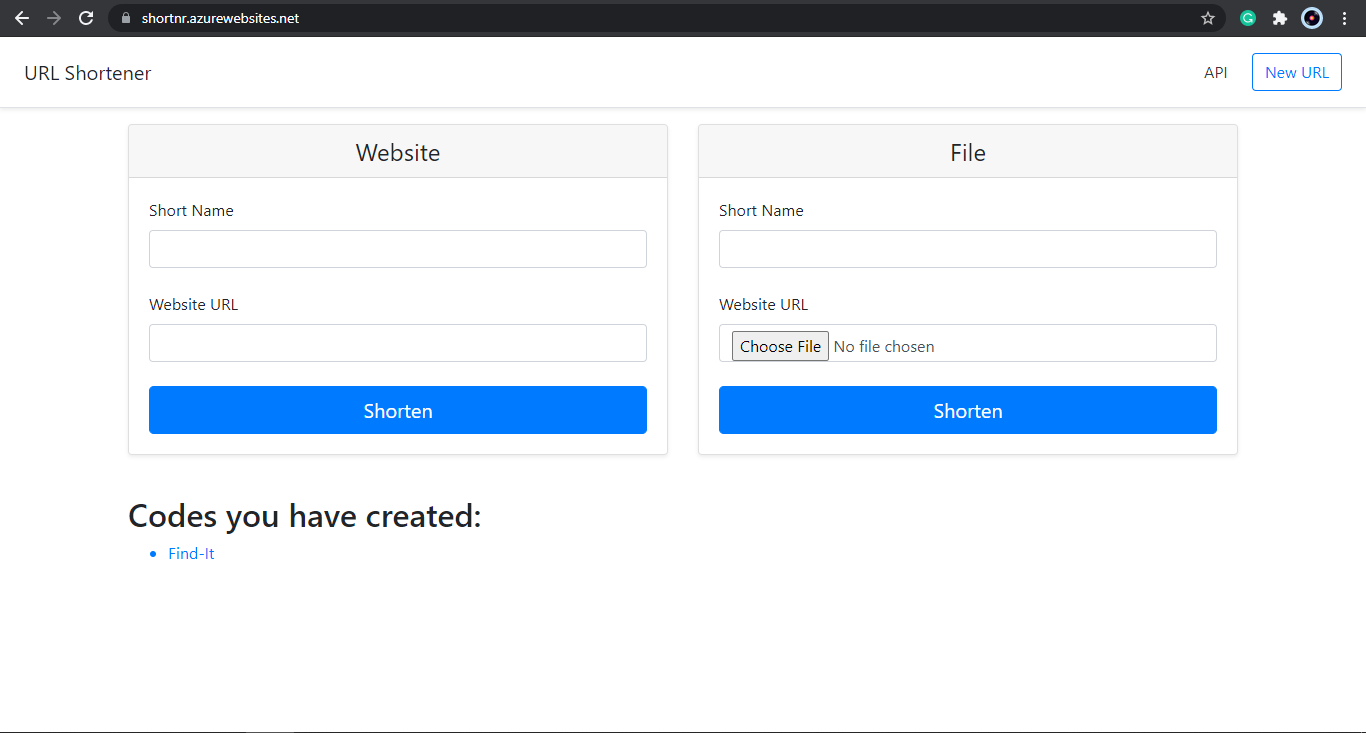 shortnr.azurewebsites.net
URL Shortener
API
New URL
Website
Short Name
Website URL
Shorten
File
Short Name
Website URL
Choose File No file chosen
Shorten
Codes you have created:
Find-It